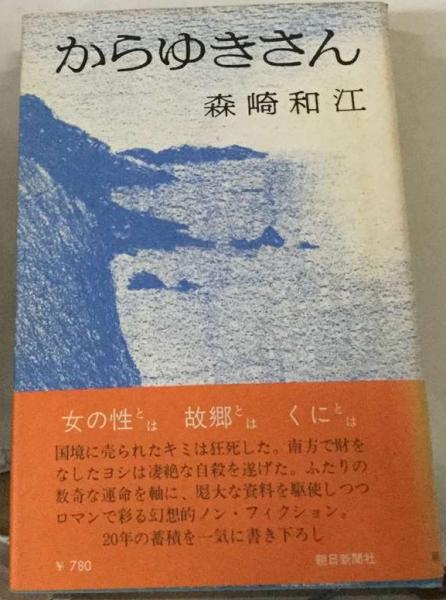 からゆきさん
森崎和江
女の性とは 故郷とは くにとは
国境に売られたキミは狂死した。南方で財を
なしたヨシは凄絶な自殺を遂げた。ふたりの
数奇な運命を軸に、厖大な資料を駆使しつつ
ロマンで彩る幻想的ノン・フィクション。
20年の蓄積を一気に書き下ろし
¥780
朝日新聞社